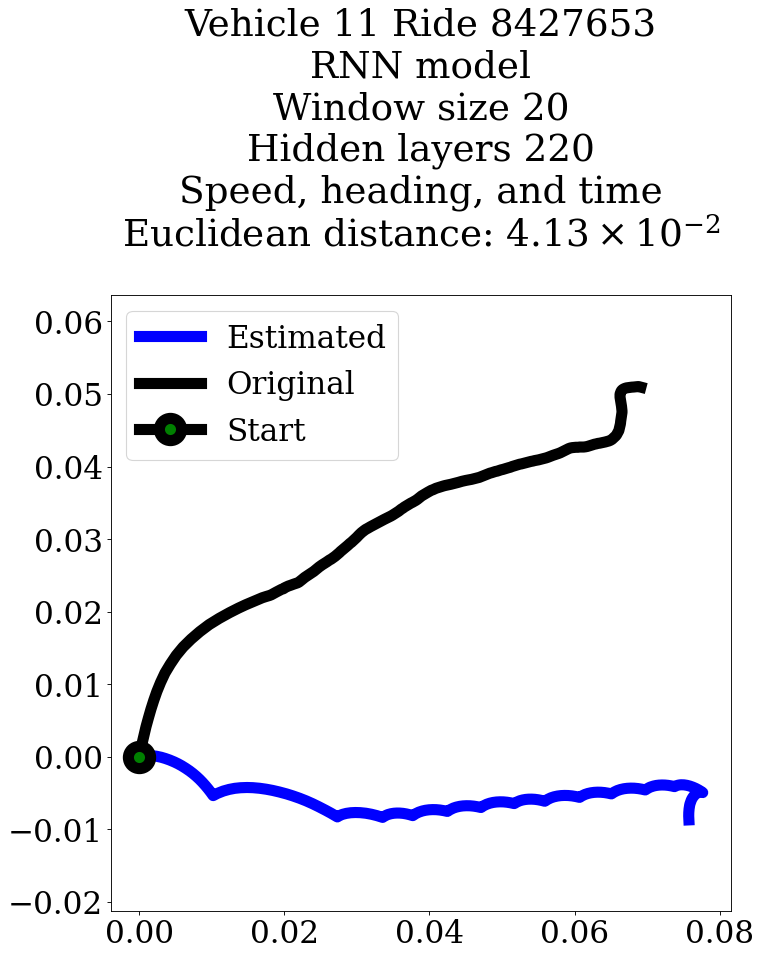 Vehicle 11 Ride 8427653
RNN model
Window size 20
Hidden layers 220
Speed, heading, and time
Euclidean distance: 4.13 × 10⁻²
Estimated
Original
Start
0.06
0.05
0.04
0.03
0.02
0.01
0.00
−0.01
−0.02
0.00 0.02 0.04 0.06 0.08